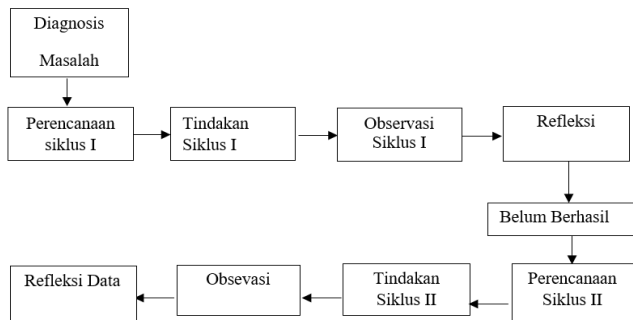 Diagnosis
Masalah
Perencanaan
siklus I
Tindakan
Siklus I
Observasi
Siklus I
Refleksi
Belum Berhasil
Perencanaan
Siklus II
Tindakan
Siklus II
Obsevasi
Refleksi Data